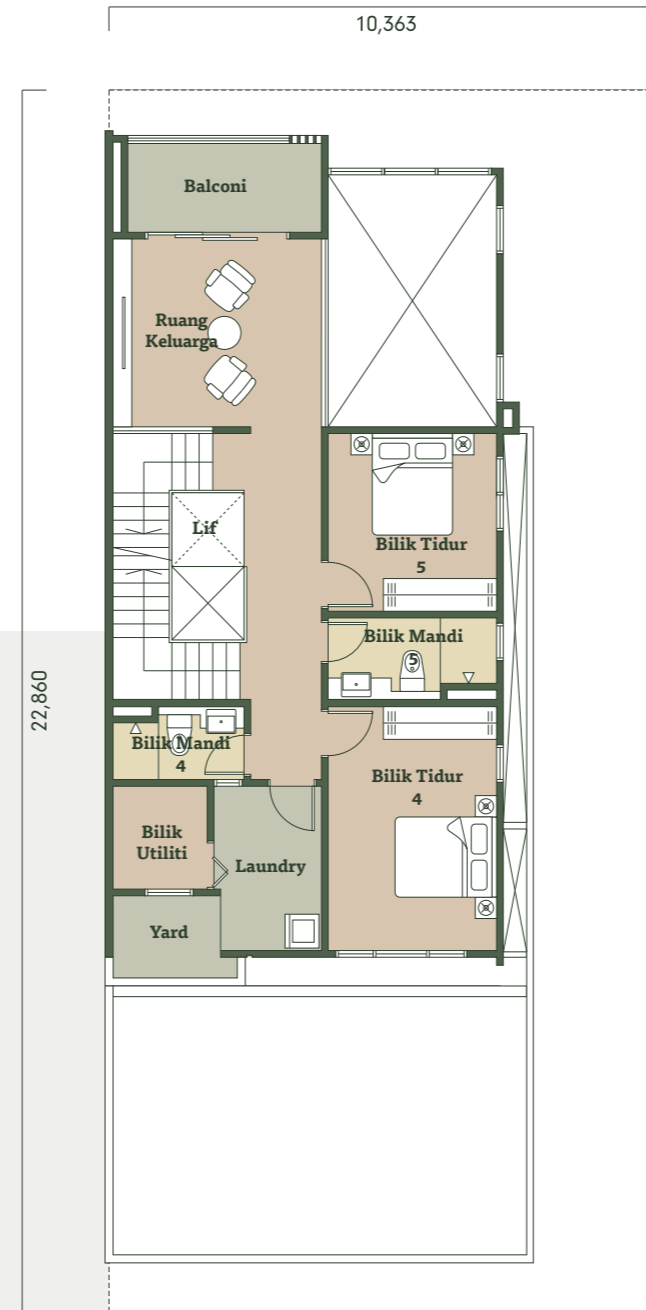 10,363
Balconi
Ruang
Keluarga
Lif
Bilik Tidur
5
Bilik Mandi
5
22,860
Bilik Mandi
4
Bilik Tidur
4
Bilik
Utiliti
Laundry
Yard